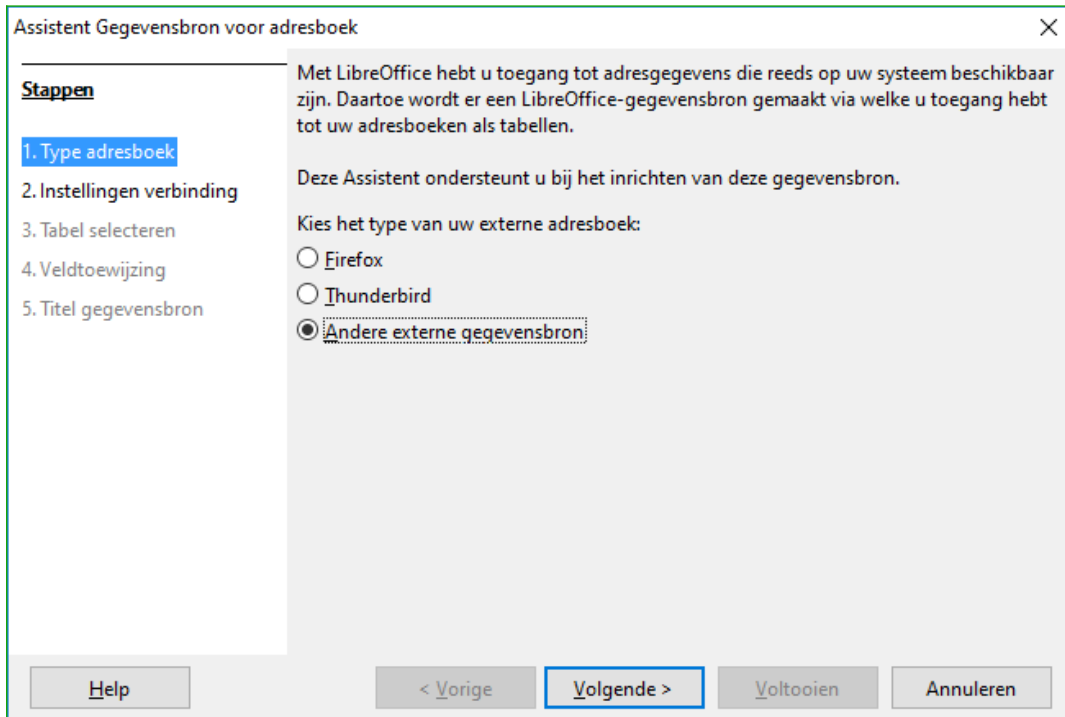 Assistent Gegevensbron voor adresboek
Stappen
1. Type adresboek
2. Instellingen verbinding
3. Tabel selecteren
4. Veldtoewijzing
5. Titel gegevensbron
Met LibreOffice hebt u toegang tot adresgegevens die reeds op uw systeem beschikbaar
zijn. Daartoe wordt er een LibreOffice-gegevensbron gemaakt via welke u toegang hebt
tot uw adresboeken als tabellen.
Deze Assistent ondersteunt u bij het inrichten van deze gegevensbron.
Kies het type van uw externe adresboek:
Firefox
Thunderbird
Andere externe gegevensbron
Help
< Vorige
Volgende >
Voltooien
Annuleren